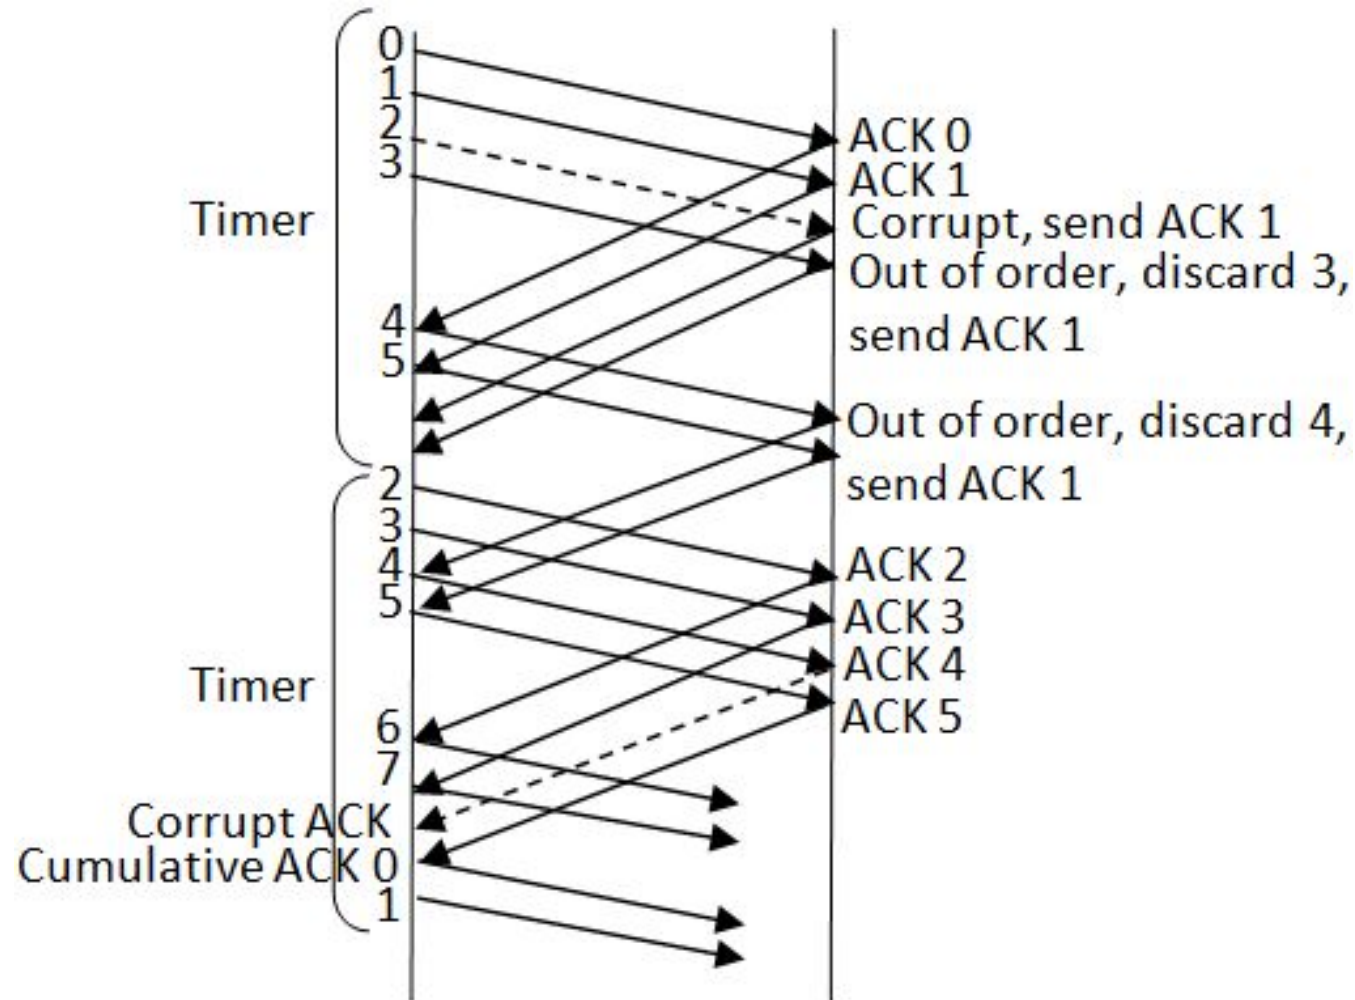 0
1
2
3
Timer
ACK 0
ACK 1
Corrupt, send ACK 1
Out of order, discard 3,
send ACK 1
4
5
Out of order, discard 4,
send ACK 1
2
3
4
5
Timer
ACK 2
ACK 3
ACK 4
ACK 5
6
7
Corrupt ACK
Cumulative ACK 0
1